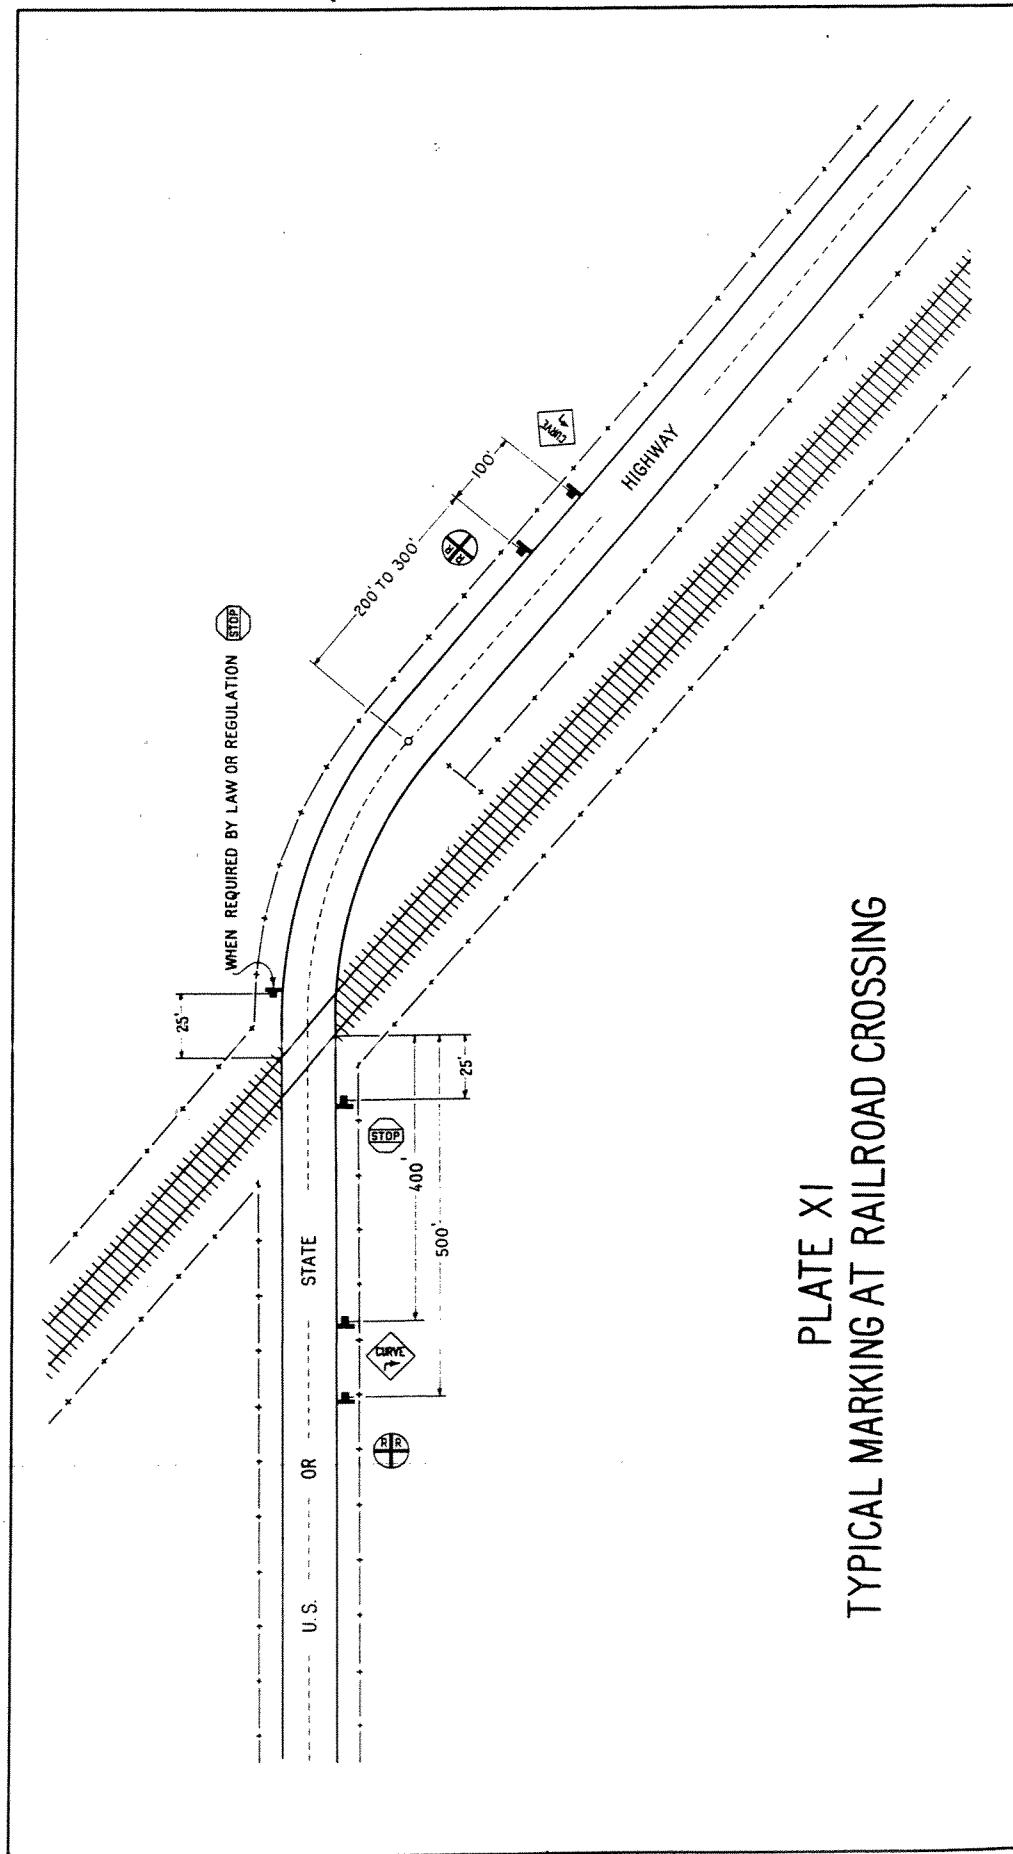 WHEN REQUIRED BY LAW OR REGULATION
STOP
25'
200' TO 300'
100'
R R
CURVE
HIGHWAY
U.S. OR STATE
STOP
25'
400'
500'
CURVE
R R
PLATE XI
TYPICAL MARKING AT RAILROAD CROSSING